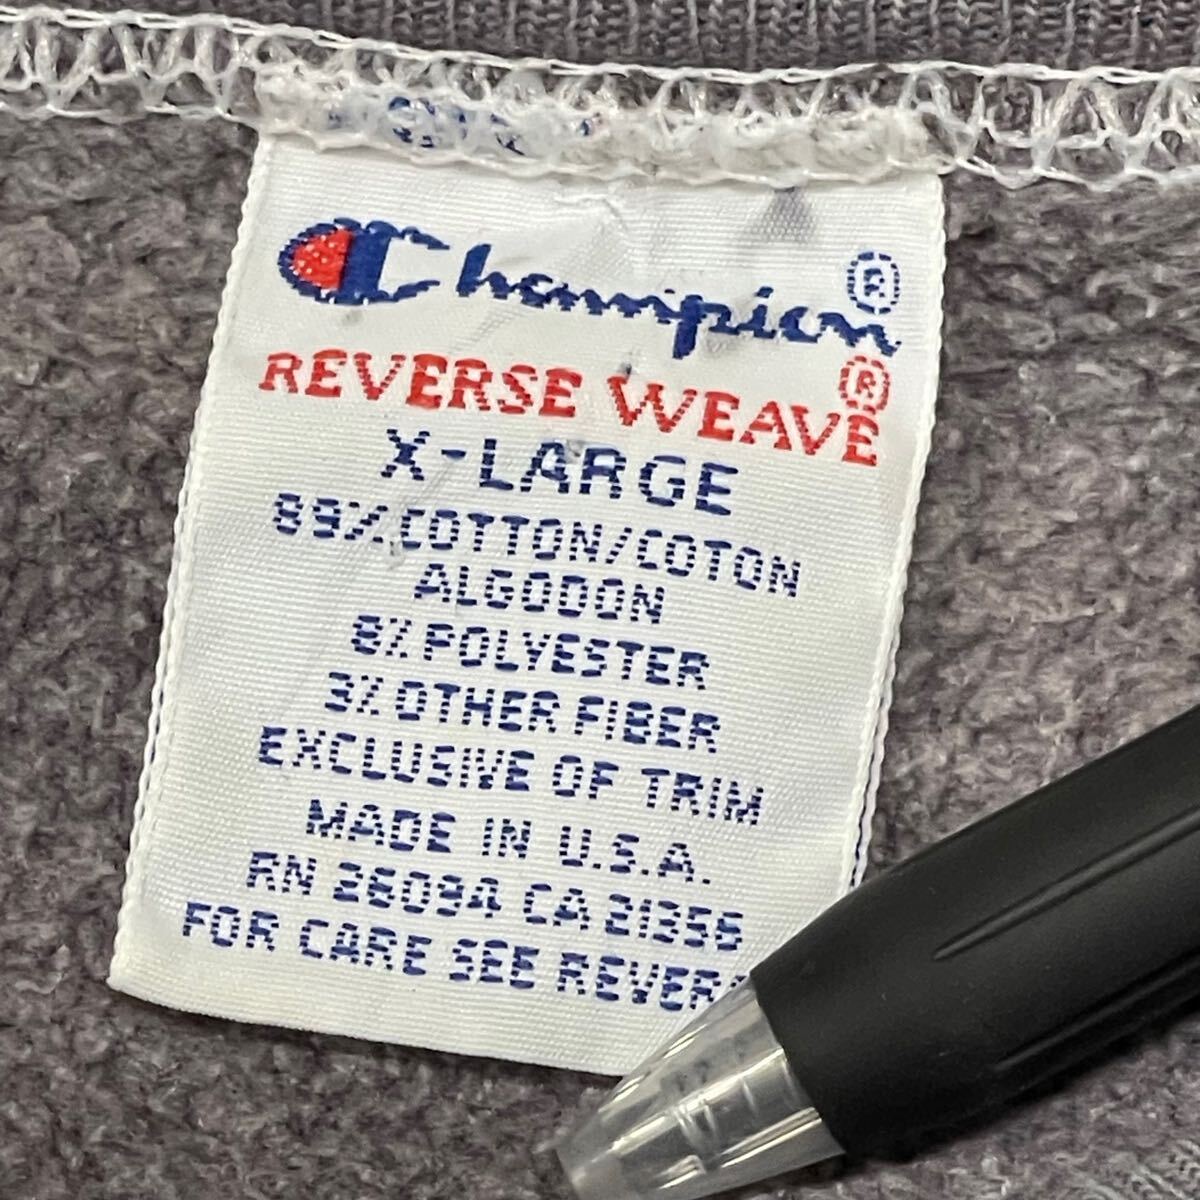 Champion®
REVERSE WEAVE®
X-LARGE
89% COTTON/COTON
ALGODON
8% POLYESTER
3% OTHER FIBER
EXCLUSIVE OF TRIM
MADE IN U.S.A.
RN 26094 CA 21356
FOR CARE SEE